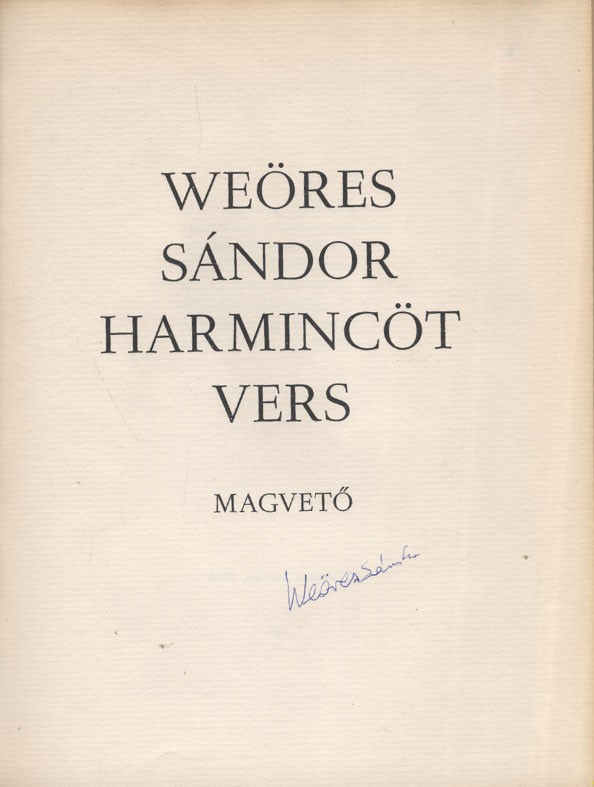 WEÖRES
SÁNDOR
HARMINCÖT
VERS
MAGVETŐ
Weöres Sándor